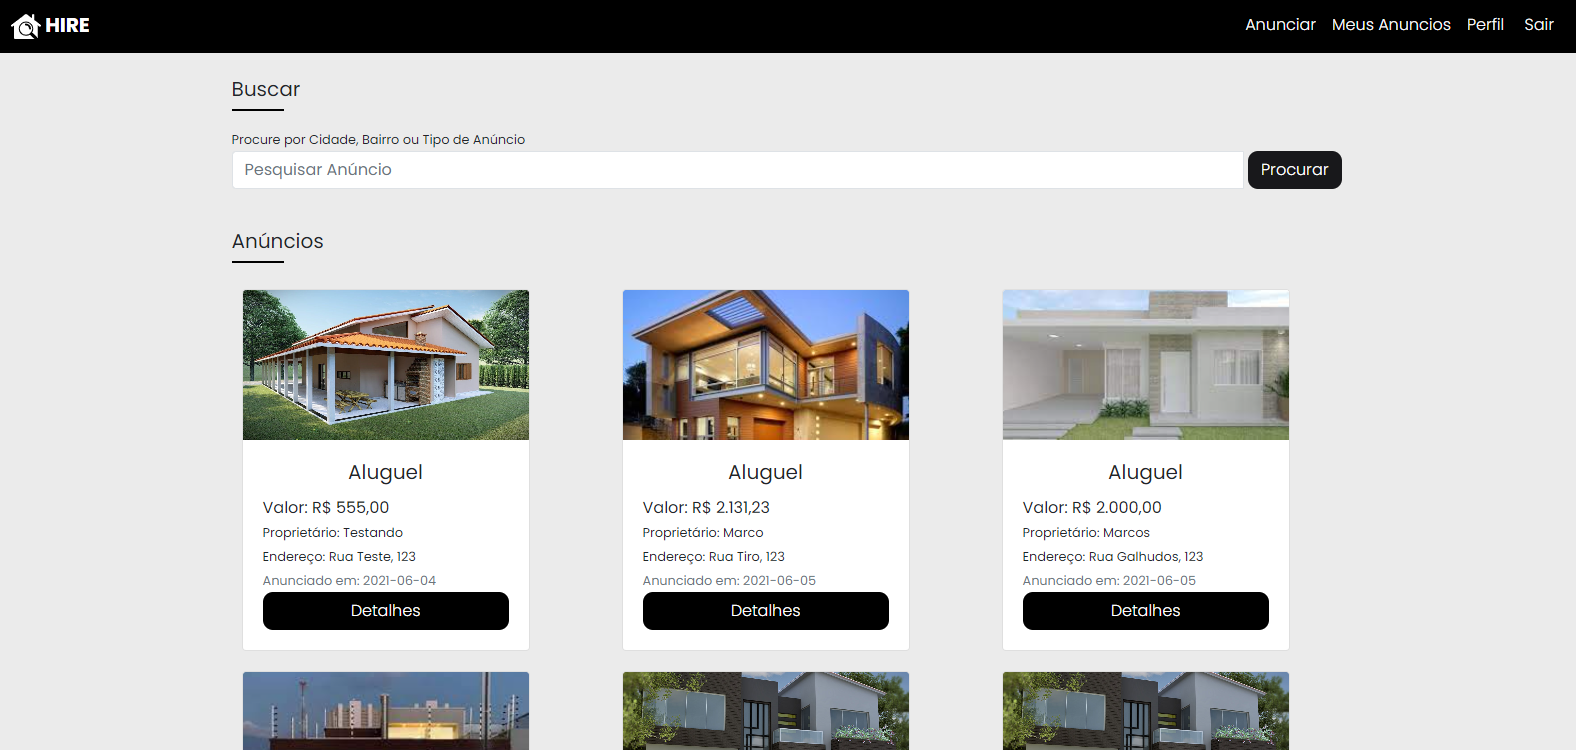 HIRE
Anunciar Meus Anuncios Perfil Sair
Buscar
Procure por Cidade, Bairro ou Tipo de Anúncio
Pesquisar Anúncio
Procurar
Anúncios
Aluguel
Valor: R$ 555,00
Proprietário: Testando
Endereço: Rua Teste, 123
Anunciado em: 2021-06-04
Detalhes
Aluguel
Valor: R$ 2.131,23
Proprietário: Marco
Endereço: Rua Tiro, 123
Anunciado em: 2021-06-05
Detalhes
Aluguel
Valor: R$ 2.000,00
Proprietário: Marcos
Endereço: Rua Galhudos, 123
Anunciado em: 2021-06-05
Detalhes